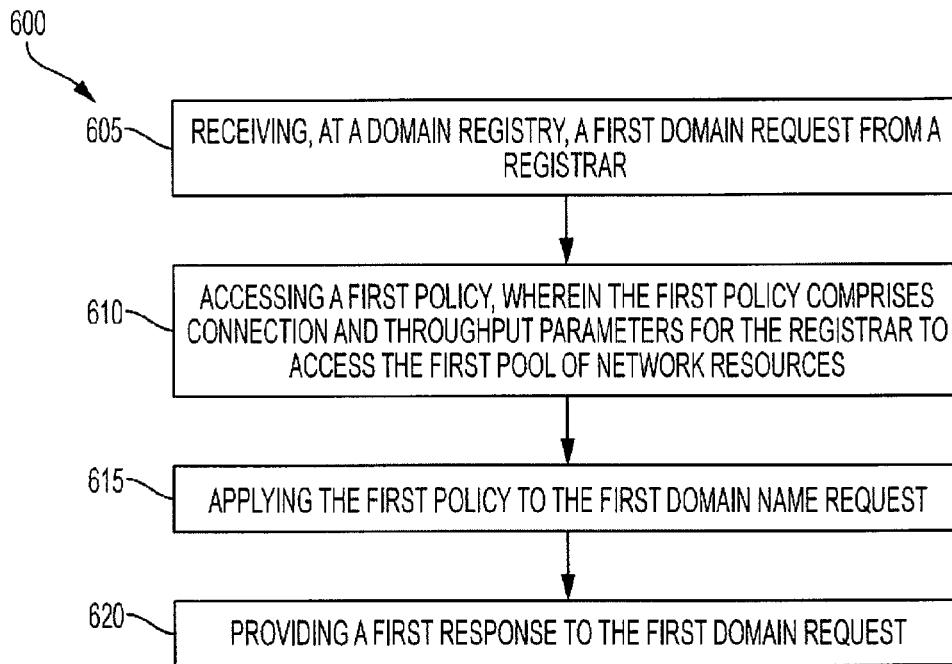 600
605
RECEIVING, AT A DOMAIN REGISTRY, A FIRST DOMAIN REQUEST FROM A
REGISTRAR
610
ACCESSING A FIRST POLICY, WHEREIN THE FIRST POLICY COMPRISES
CONNECTION AND THROUGHPUT PARAMETERS FOR THE REGISTRAR TO
ACCESS THE FIRST POOL OF NETWORK RESOURCES
615
APPLYING THE FIRST POLICY TO THE FIRST DOMAIN NAME REQUEST
620
PROVIDING A FIRST RESPONSE TO THE FIRST DOMAIN REQUEST